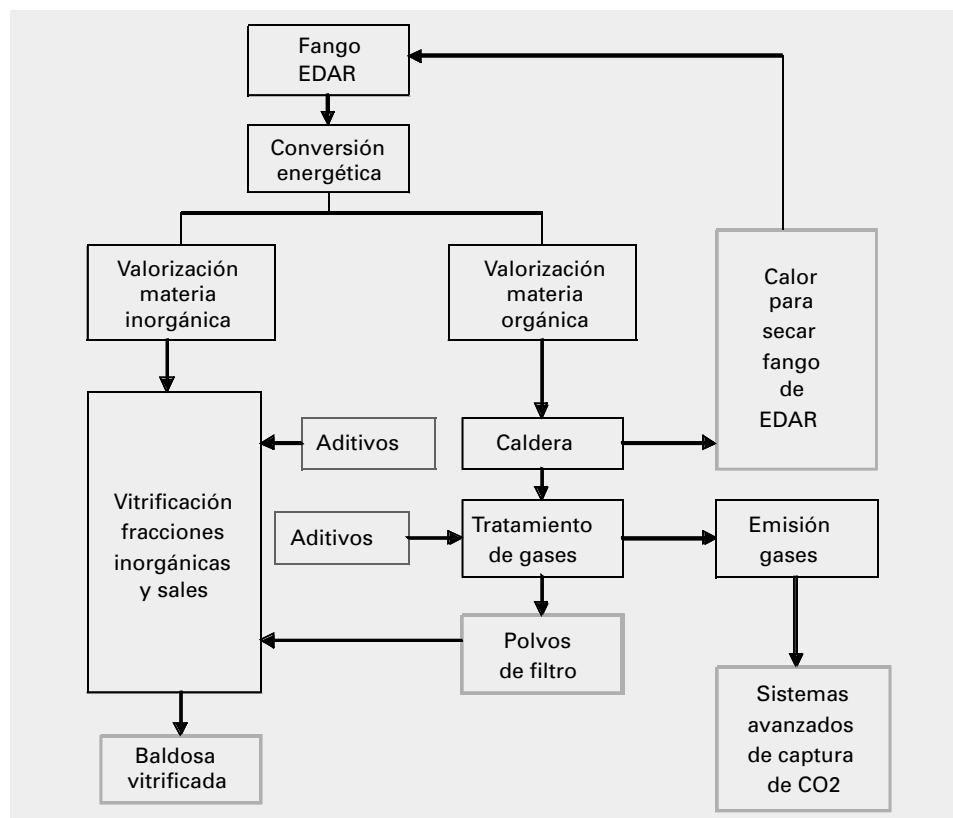 Fango
EDAR
Conversión
energética
Valorización
materia
inorgánica
Valorización
materia
orgánica
Calor
para
secar
fango
de
EDAR
Aditivos
Caldera
Vitrificación
fracciones
inorgánicas
y sales
Aditivos
Tratamiento
de gases
Emisión
gases
Polvos
de filtro
Baldosa
vitrificada
Sistemas
avanzados
de captura
de CO2